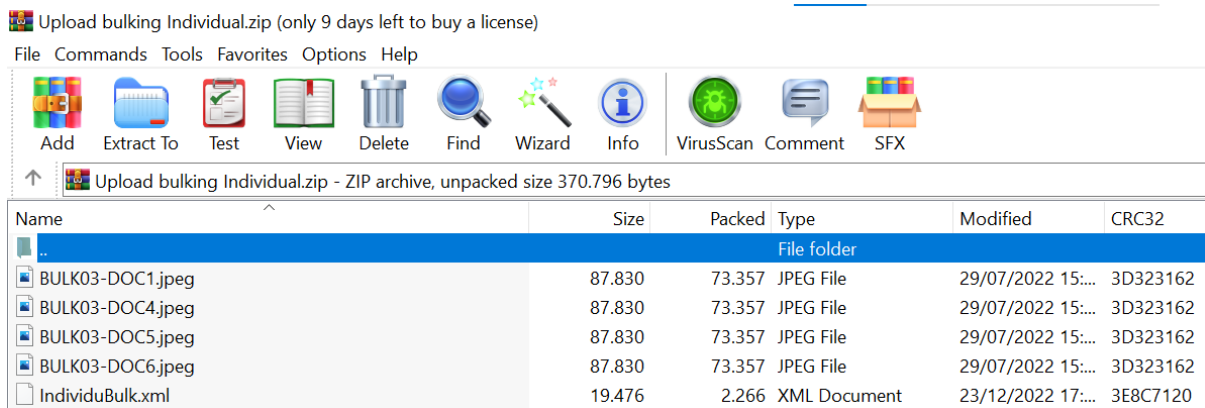 Upload bulking Individual.zip (only 9 days left to buy a license)
File Commands Tools Favorites Options Help
Add Extract To Test View Delete Find Wizard Info VirusScan Comment SFX
Upload bulking Individual.zip - ZIP archive, unpacked size 370.796 bytes
Name Size Packed Type Modified CRC32
.. File folder
BULK03-DOC1.jpeg 87.830 73.357 JPEG File 29/07/2022 15:... 3D323162
BULK03-DOC4.jpeg 87.830 73.357 JPEG File 29/07/2022 15:... 3D323162
BULK03-DOC5.jpeg 87.830 73.357 JPEG File 29/07/2022 15:... 3D323162
BULK03-DOC6.jpeg 87.830 73.357 JPEG File 29/07/2022 15:... 3D323162
IndividuBulk.xml 19.476 2.266 XML Document 23/12/2022 17:... 3E8C7120